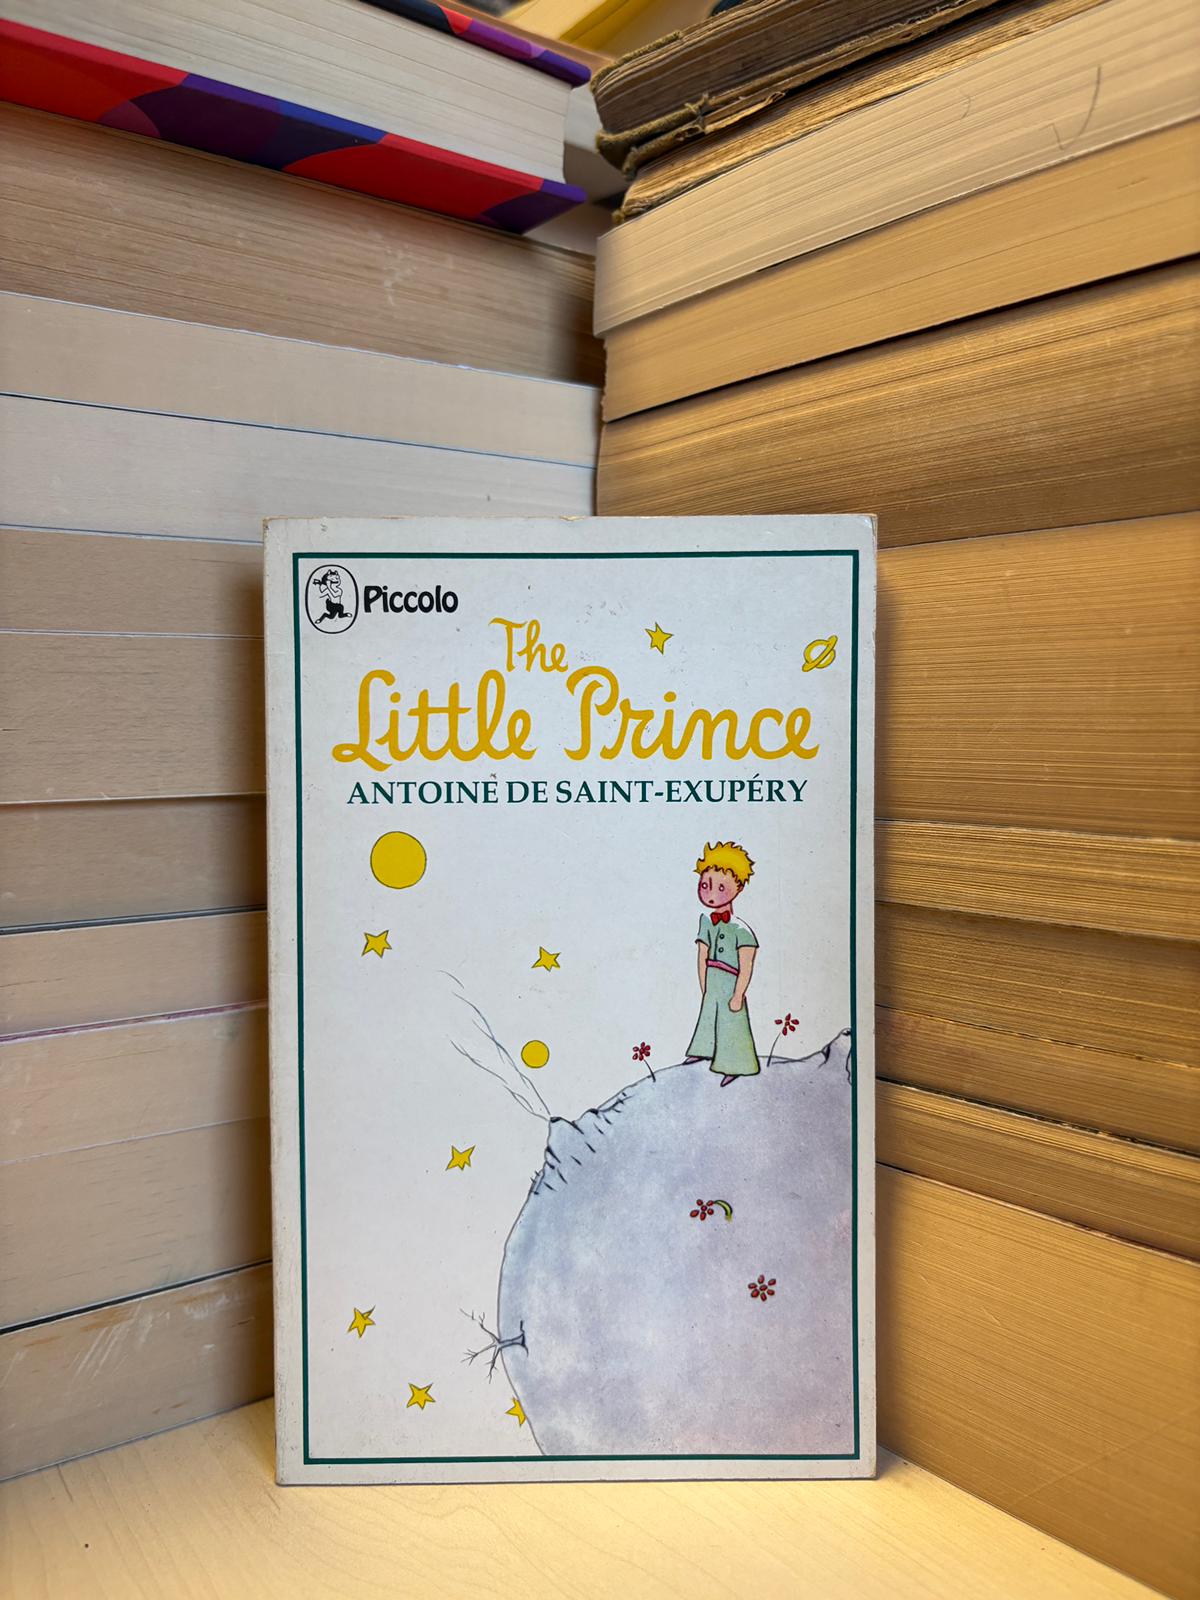 Piccolo
The
Little Prince
ANTOINE DE SAINT-EXUPÉRY